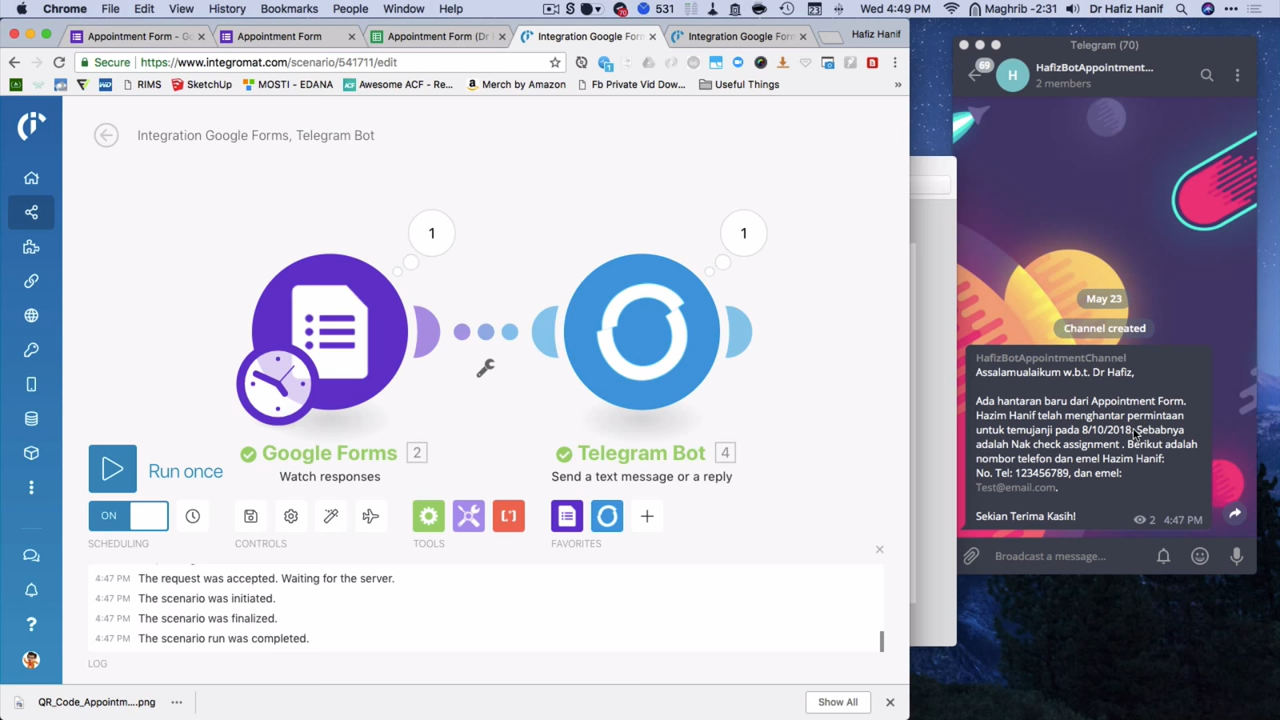 Chrome File Edit View History Bookmarks People Window Help
531
23
Wed 4:49 PM
Maghrib -2:31
Dr Hafiz Hanif
Appointment Form - Go
Appointment Form
Appointment Form (Dr
Integration Google Form
Integration Google Form
Hafiz Hanif
Secure
https://www.integromat.com/scenario/541711/edit
RIMS
SketchUp
MOSTI - EDANA
Awesome ACF - Re...
Merch by Amazon
Fb Private Vid Dow...
Useful Things
»
Integration Google Forms, Telegram Bot
1
1
Google Forms 2
Watch responses
Telegram Bot 4
Send a text message or a reply
Run once
ON
SCHEDULING
CONTROLS
TOOLS
FAVORITES
4:47 PM The request was accepted. Waiting for the server.
4:47 PM The scenario was initiated.
4:47 PM The scenario was finalized.
4:47 PM The scenario run was completed.
LOG
QR_Code_Appointm....png
Show All
Telegram (70)
69
H
HafizBotAppointment...
2 members
May 23
Channel created
HafizBotAppointmentChannel
Assalamualaikum w.b.t. Dr Hafiz,
Ada hantaran baru dari Appointment Form.
Hazim Hanif telah menghantar permintaan
untuk temujanji pada 8/10/2018. Sebabnya
adalah Nak check assignment . Berikut adalah
nombor telefon dan emel Hazim Hanif:
No. Tel: 123456789, dan emel:
Test@email.com.
Sekian Terima Kasih!
2 4:47 PM
Broadcast a message...